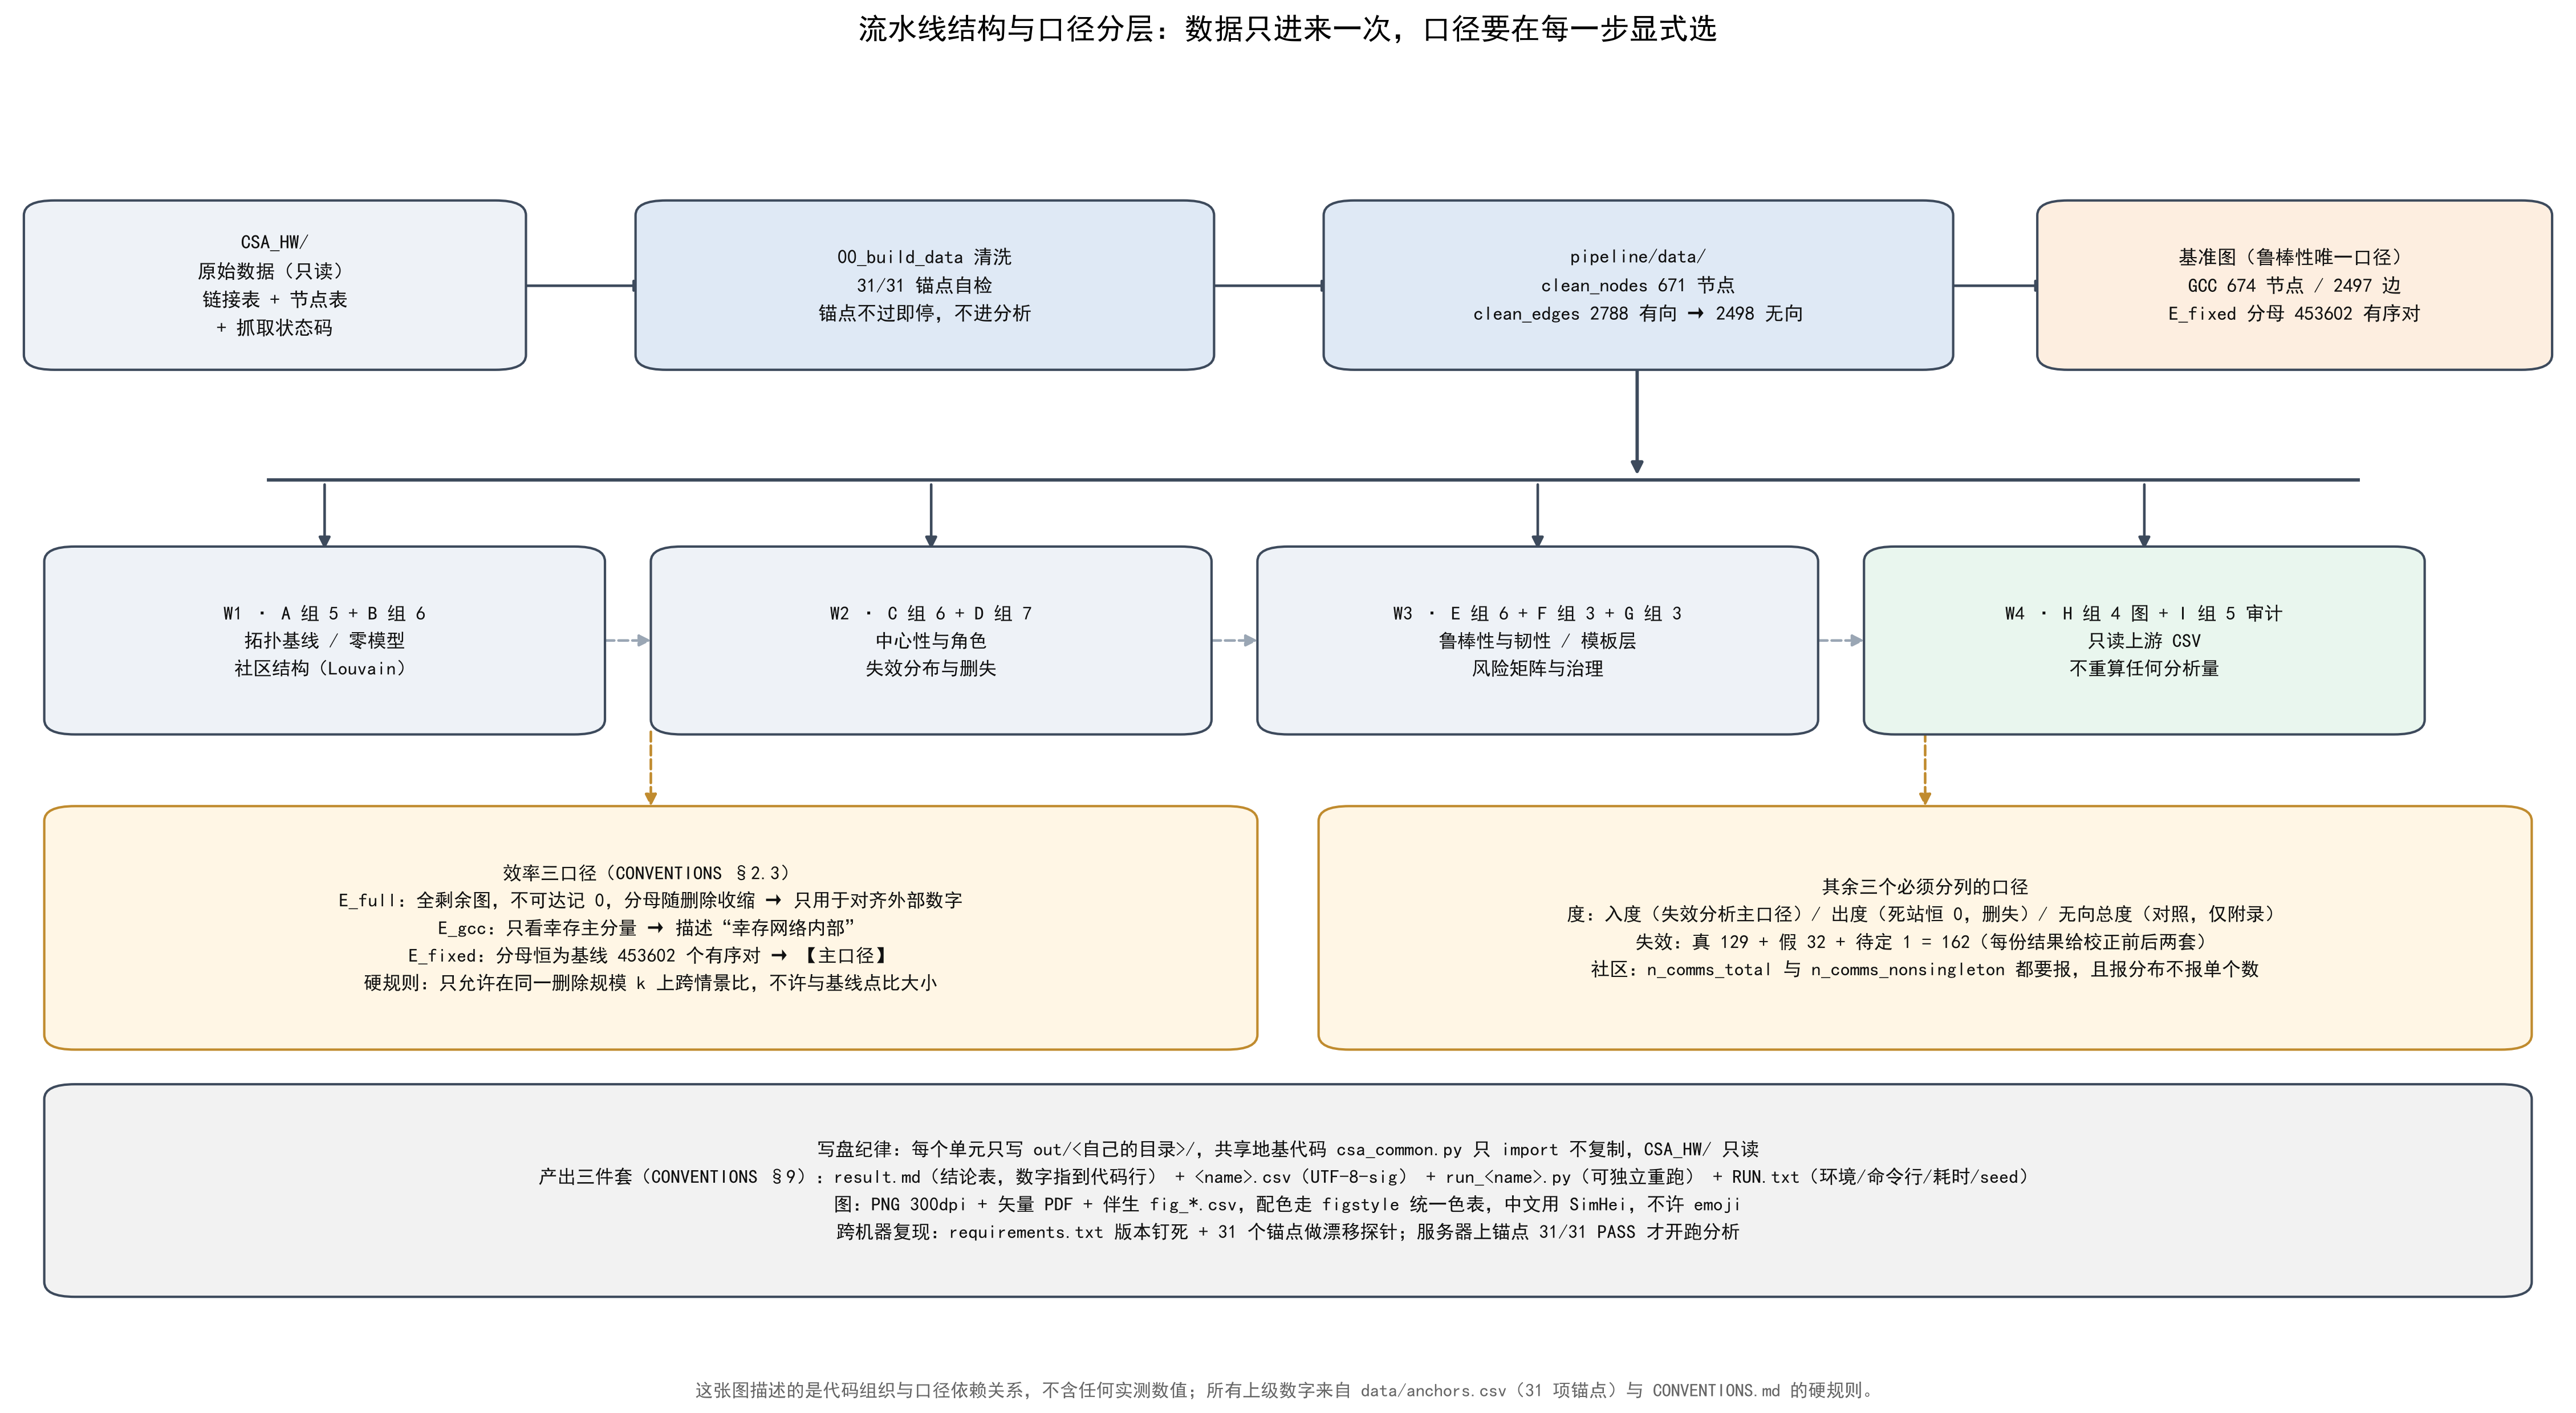 流水线结构与口径分层：数据只进来一次，口径要在每一步显式选
CSA_HW/
原始数据（只读）
链接表 + 节点表
+ 抓取状态码
00_build_data 清洗
31/31 锚点自检
锚点不过即停，不进分析
pipeline/data/
clean_nodes 671 节点
clean_edges 2788 有向 → 2498 无向
基准图（鲁棒性唯一口径）
GCC 674 节点 / 2497 边
E_fixed 分母 453602 有序对
W1 · A 组 5 + B 组 6
拓扑基线 / 零模型
社区结构（Louvain）
W2 · C 组 6 + D 组 7
中心性与角色
失效分布与删失
W3 · E 组 6 + F 组 3 + G 组 3
鲁棒性与韧性 / 模板层
风险矩阵与治理
W4 · H 组 4 图 + I 组 5 审计
只读上游 CSV
不重算任何分析量
效率三口径（CONVENTIONS §2.3）
E_full：全剩余图，不可达记 0，分母随删除收缩 → 只用于对齐外部数字
E_gcc：只看幸存主分量 → 描述“幸存网络内部”
E_fixed：分母恒为基线 453602 个有序对 → 【主口径】
硬规则：只允许在同一删除规模 k 上跨情景比，不许与基线点比大小
其余三个必须分列的口径
度：入度（失效分析主口径）/ 出度（死站恒 0，删失）/ 无向总度（对照，仅附录）
失效：真 129 + 假 32 + 待定 1 = 162（每份结果给校正前后两套）
社区：n_comms_total 与 n_comms_nonsingleton 都要报，且报分布不报单个数
写盘纪律：每个单元只写 out/<自己的目录>/，共享地基代码 csa_common.py 只 import 不复制，CSA_HW/ 只读
产出三件套（CONVENTIONS §9）：result.md（结论表，数字指到代码行） + <name>.csv（UTF-8-sig） + run_<name>.py（可独立重跑） + RUN.txt（环境/命令行/耗时/seed）
图：PNG 300dpi + 矢量 PDF + 伴生 fig_*.csv，配色走 figstyle 统一色表，中文用 SimHei，不许 emoji
跨机器复现：requirements.txt 版本钉死 + 31 个锚点做漂移探针；服务器上锚点 31/31 PASS 才开跑分析
这张图描述的是代码组织与口径依赖关系，不含任何实测数值；所有上级数字来自 data/anchors.csv（31 项锚点）与 CONVENTIONS.md 的硬规则。